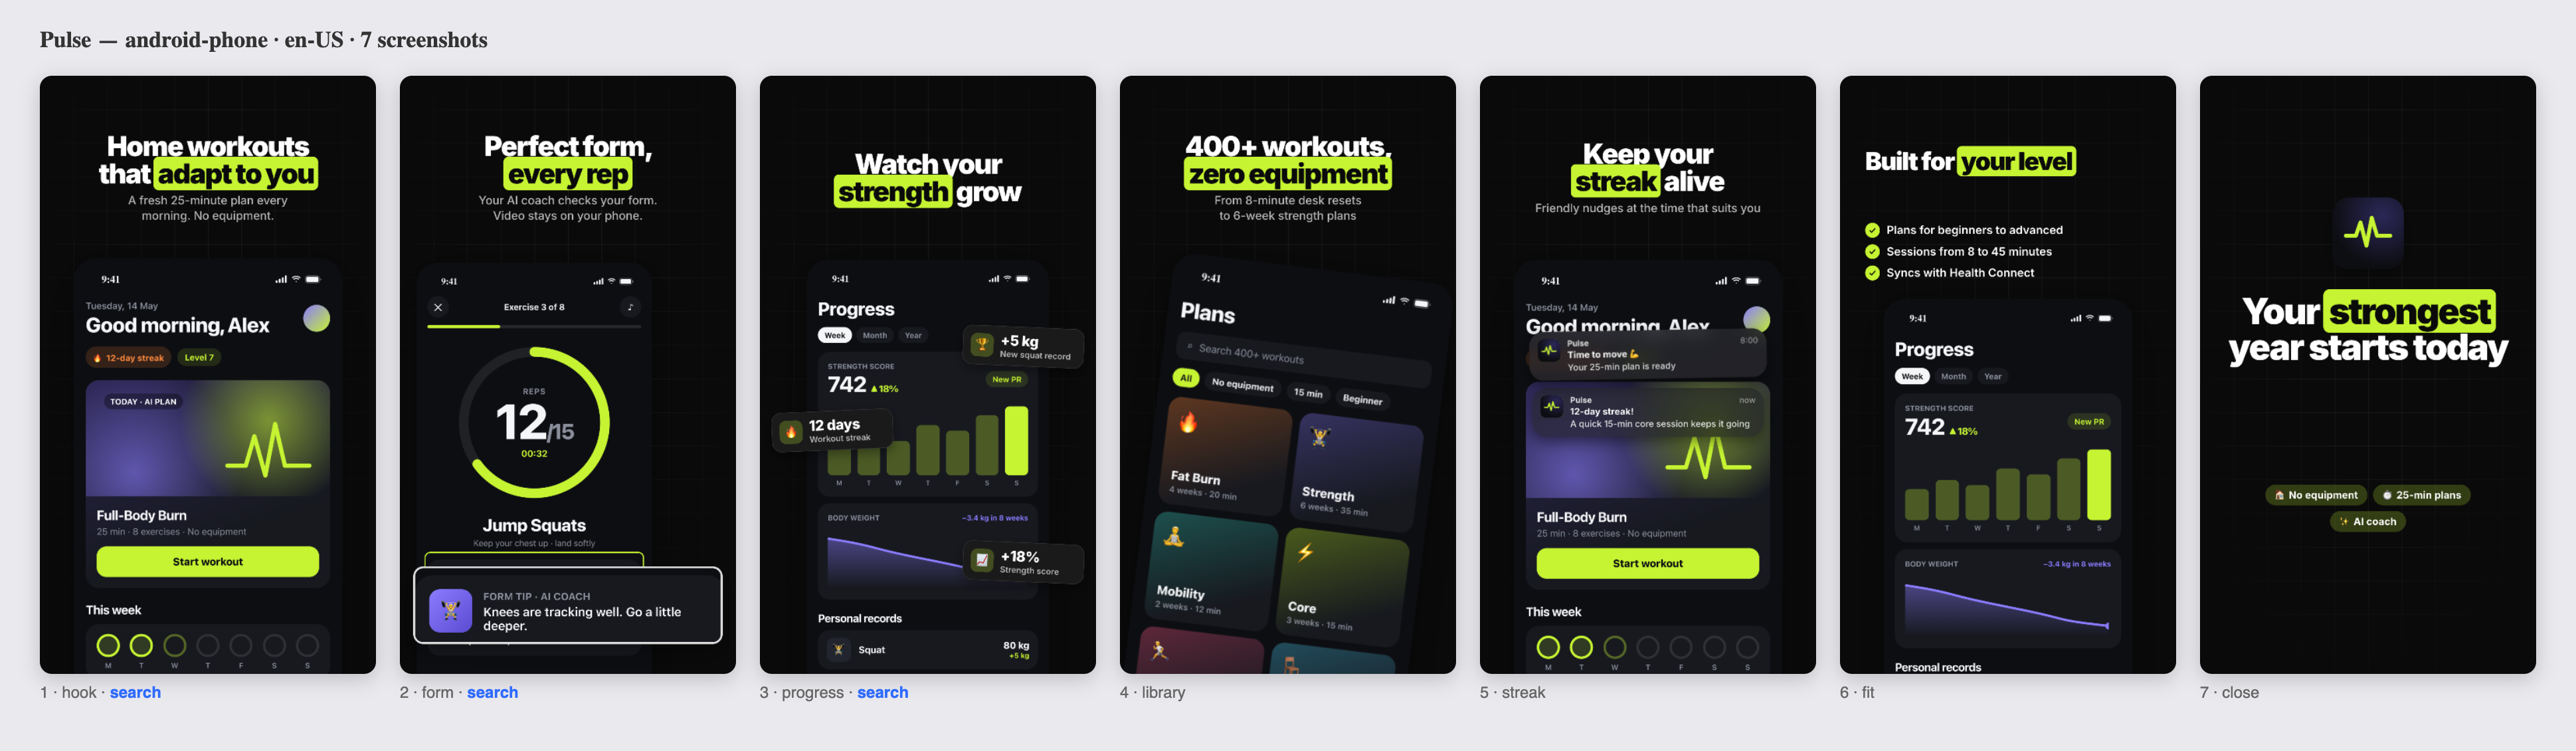 Pulse — android-phone · en-US · 7 screenshots
Home workouts
that adapt to you
A fresh 25-minute plan every
morning. No equipment.
9:41
Tuesday, 14 May
Good morning, Alex
🔥 12-day streak
Level 7
TODAY · AI PLAN
Full-Body Burn
25 min · 8 exercises · No equipment
Start workout
This week
M T W T F S S
1 · hook · search
Perfect form,
every rep
Your AI coach checks your form.
Video stays on your phone.
9:41
Exercise 3 of 8
REPS
12/15
00:32
Jump Squats
Keep your chest up · land softly
FORM TIP · AI COACH
Knees are tracking well. Go a little
deeper.
2 · form · search
Watch your
strength grow
9:41
Progress
Week Month Year
+5 kg
New squat record
STRENGTH SCORE
742 ▲18%
New PR
12 days
Workout streak
M T W T F S S
BODY WEIGHT
−3.4 kg in 8 weeks
+18%
Strength score
Personal records
Squat
80 kg
+5 kg
3 · progress · search
400+ workouts,
zero equipment
From 8-minute desk resets
to 6-week strength plans
9:41
Plans
Search 400+ workouts
All No equipment 15 min Beginner
Fat Burn
4 weeks · 20 min
Strength
6 weeks · 35 min
Mobility
2 weeks · 12 min
Core
3 weeks · 15 min
4 · library
Keep your
streak alive
Friendly nudges at the time that suits you
9:41
Tuesday, 14 May
Good morning, Alex
Pulse
8:00
Time to move 💪
Your 25-min plan is ready
Pulse
now
12-day streak!
A quick 15-min core session keeps it going
Full-Body Burn
25 min · 8 exercises · No equipment
Start workout
This week
M T W T F S S
5 · streak
Built for your level
Plans for beginners to advanced
Sessions from 8 to 45 minutes
Syncs with Health Connect
9:41
Progress
Week Month Year
STRENGTH SCORE
742 ▲18%
New PR
M T W T F S S
BODY WEIGHT
−3.4 kg in 8 weeks
Personal records
6 · fit
Your strongest
year starts today
No equipment
25-min plans
✨ AI coach
7 · close